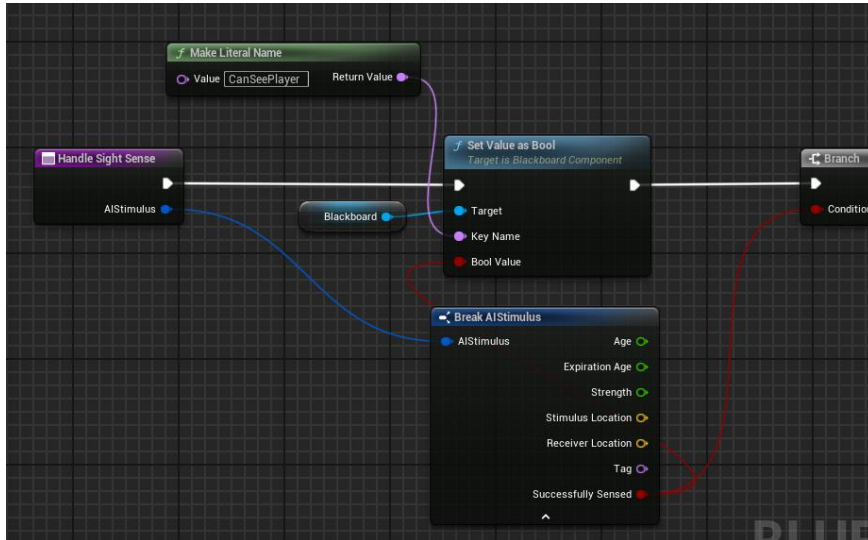 f Make Literal Name
Value CanSeePlayer Return Value
Handle Sight Sense
AIStimulus
f Set Value as Bool
Target is Blackboard Component
Target
Key Name
Bool Value
Blackboard
Branch
Condition
Break AIStimulus
AIStimulus Age
Expiration Age
Strength
Stimulus Location
Receiver Location
Tag
Successfully Sensed